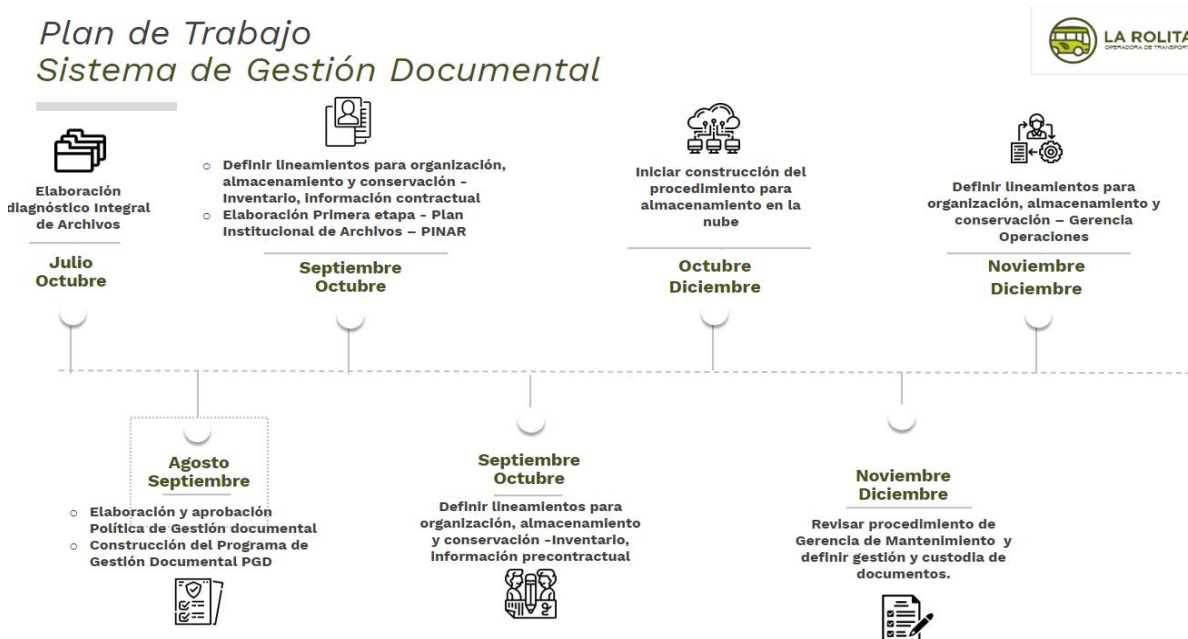 Plan de Trabajo
Sistema de Gestión Documental
LA ROLITA
OPERADORA DE TRANSPORTE
Elaboración
diagnóstico Integral
de Archivos
Julio
Octubre
o Definir lineamientos para organización,
almacenamiento y conservación -
Inventario, información contractual
o Elaboración Primera etapa - Plan
Institucional de Archivos – PINAR
Septiembre
Octubre
Iniciar construcción del
procedimiento para
almacenamiento en la
nube
Octubre
Diciembre
Definir lineamientos para
organización, almacenamiento y
conservación – Gerencia
Operaciones
Noviembre
Diciembre
Agosto
Septiembre
o Elaboración y aprobación
Política de Gestión documental
o Construcción del Programa de
Gestión Documental PGD
Septiembre
Octubre
Definir lineamientos para
organización, almacenamiento
y conservación -Inventario,
información precontractual
Noviembre
Diciembre
Revisar procedimiento de
Gerencia de Mantenimiento y
definir gestión y custodia de
documentos.